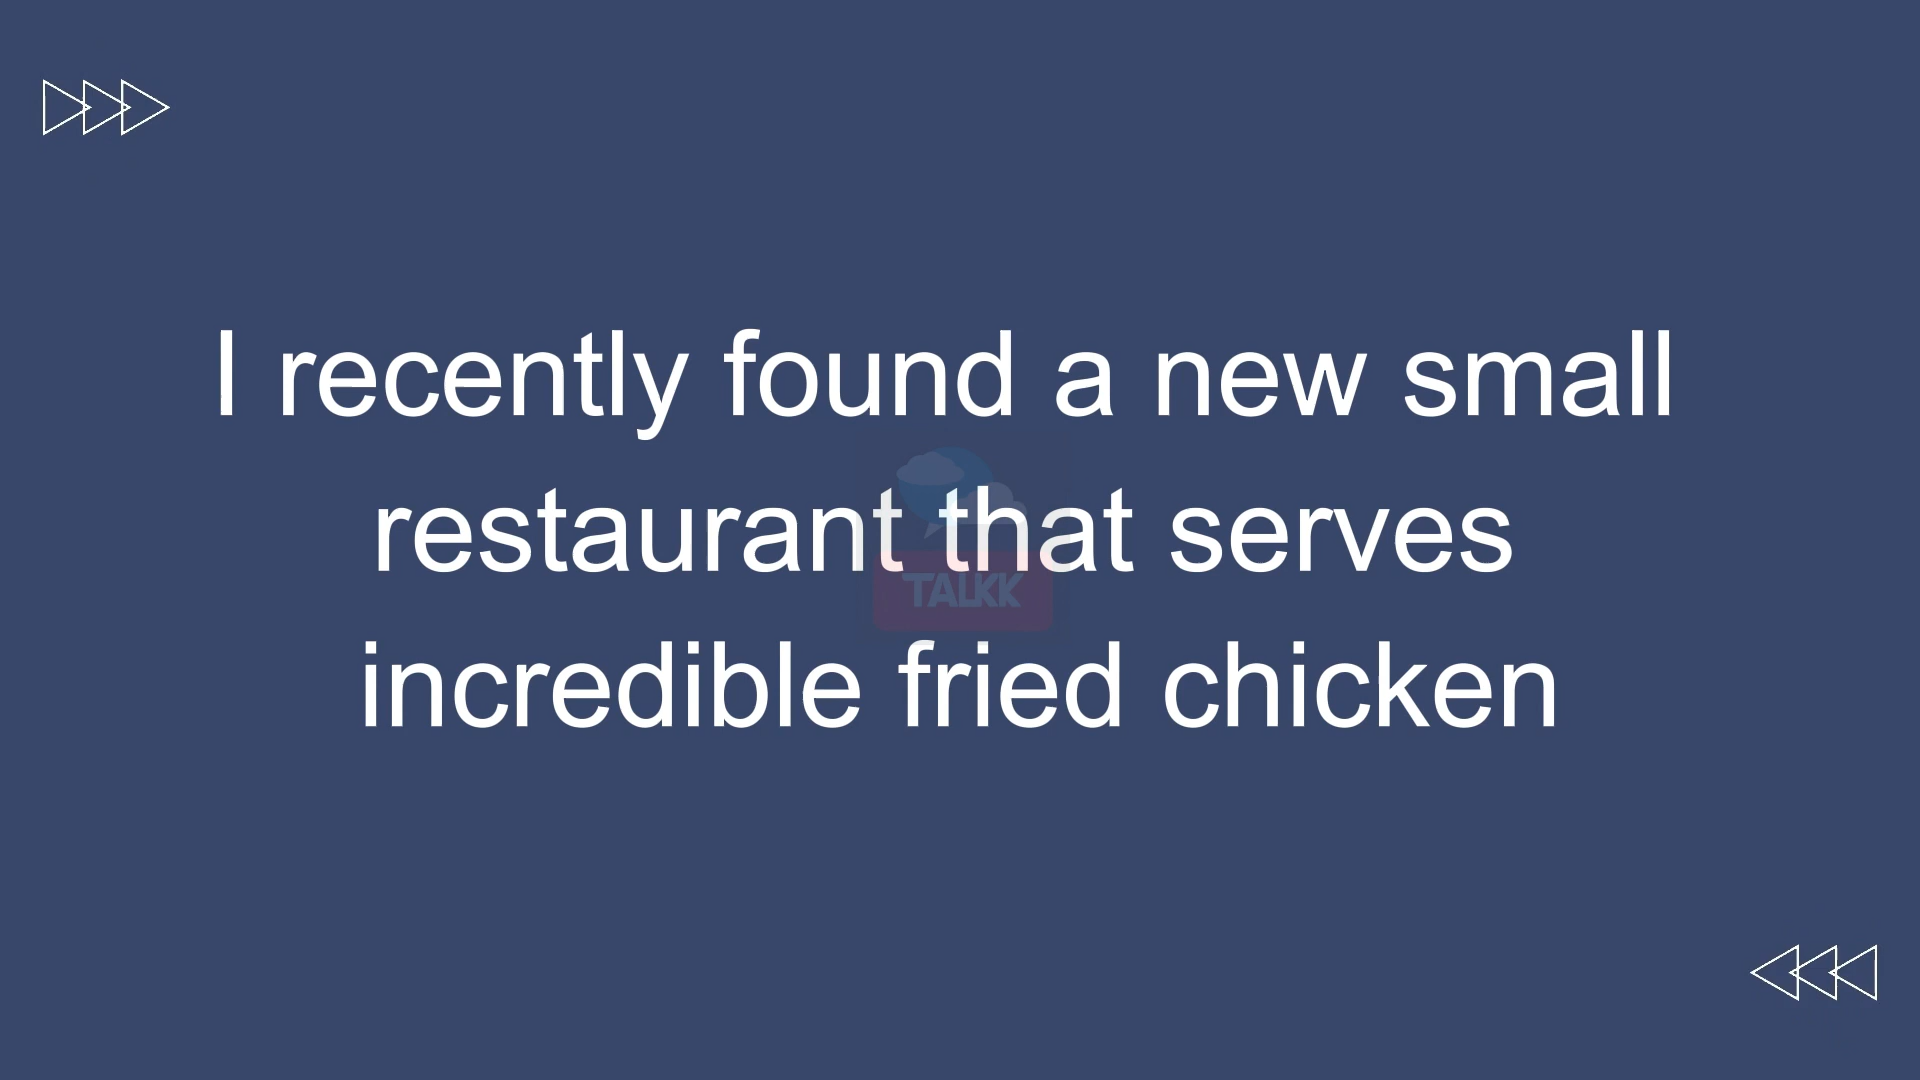 I recently found a new small
restaurant that serves
TALKK
incredible fried chicken